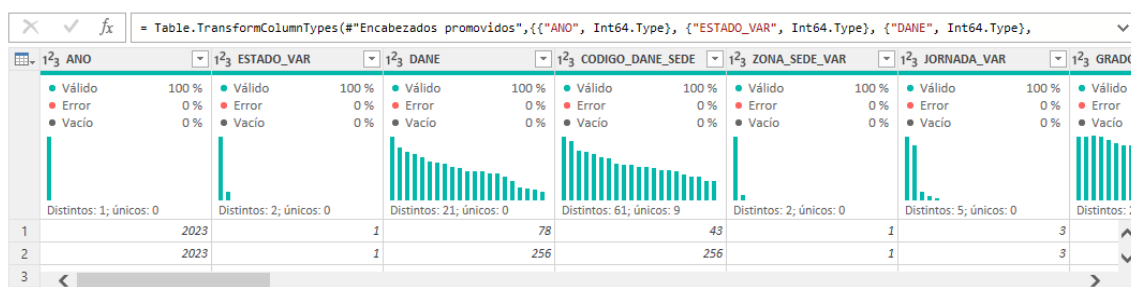 fx = Table.TransformColumnTypes(#"Encabezados promovidos",{{"ANO", Int64.Type}, {"ESTADO_VAR", Int64.Type}, {"DANE", Int64.Type},
1²3 ANO 1²3 ESTADO_VAR 1²3 DANE 1²3 CODIGO_DANE_SEDE 1²3 ZONA_SEDE_VAR 1²3 JORNADA_VAR 1²3 GRADO
Válido 100 % Válido 100 % Válido 100 % Válido 100 % Válido 100 % Válido 100 % Válido
Error 0 % Error 0 % Error 0 % Error 0 % Error 0 % Error 0 % Error
Vacío 0 % Vacío 0 % Vacío 0 % Vacío 0 % Vacío 0 % Vacío 0 % Vacío
Distintos: 1; únicos: 0 Distintos: 2; únicos: 0 Distintos: 21; únicos: 0 Distintos: 61; únicos: 9 Distintos: 2; únicos: 0 Distintos: 5; únicos: 0 Distintos:
1 2023 1 78 43 1 3
2 2023 1 256 256 1 3
3